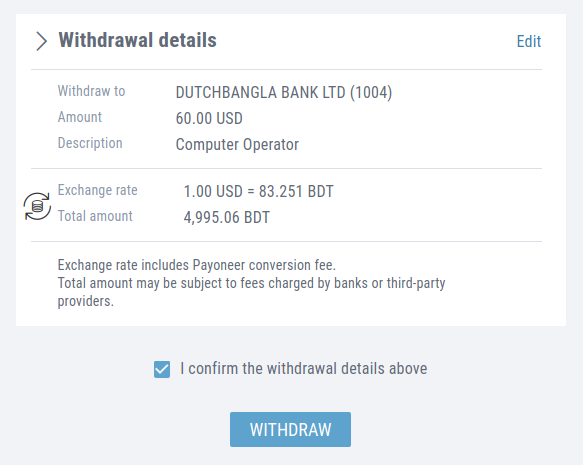 Withdrawal details
Edit
Withdraw to DUTCHBANGLA BANK LTD (1004)
Amount 60.00 USD
Description Computer Operator
Exchange rate 1.00 USD = 83.251 BDT
Total amount 4,995.06 BDT
Exchange rate includes Payoneer conversion fee.
Total amount may be subject to fees charged by banks or third-party
providers.
I confirm the withdrawal details above
WITHDRAW